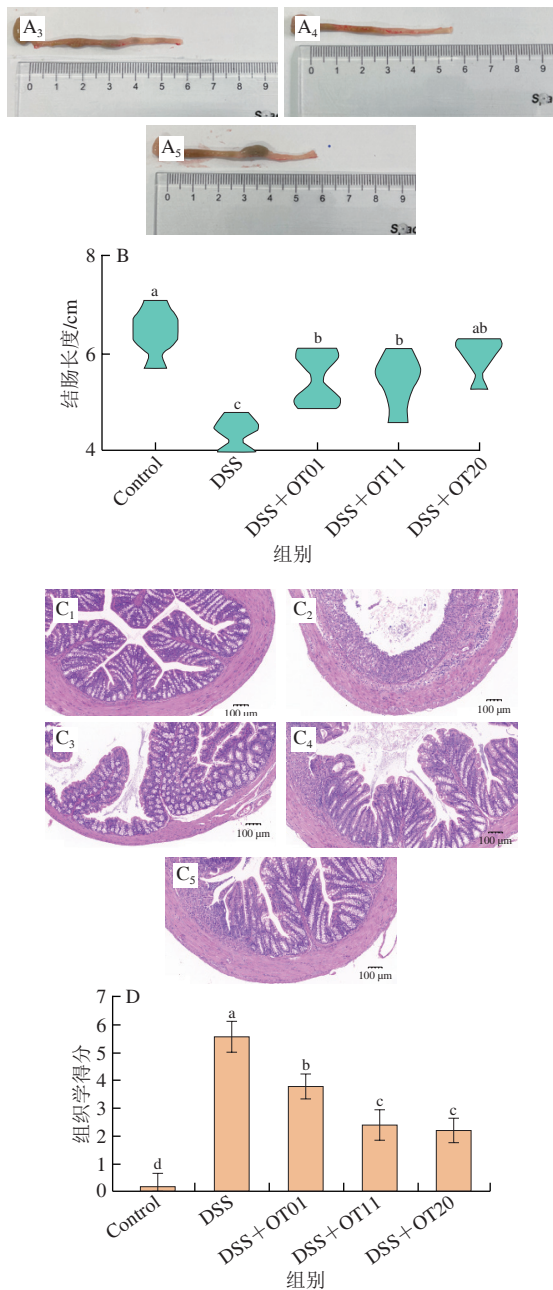 A3
0 1 2 3 4 5 6 7 8 9
A4
0 1 2 3 4 5 6 7 8 9
A5
0 1 2 3 4 5 6 7 8 9
B
8
6
4
结肠长度/cm
a
c
b
b
ab
Control
DSS
DSS+OT01
DSS+OT11
DSS+OT20
组别
C1
100 μm
C2
100 μm
C3
100 μm
C4
100 μm
C5
100 μm
D
7
6
5
4
3
2
1
0
组织学得分
d
a
b
c
c
Control
DSS
DSS+OT01
DSS+OT11
DSS+OT20
组别